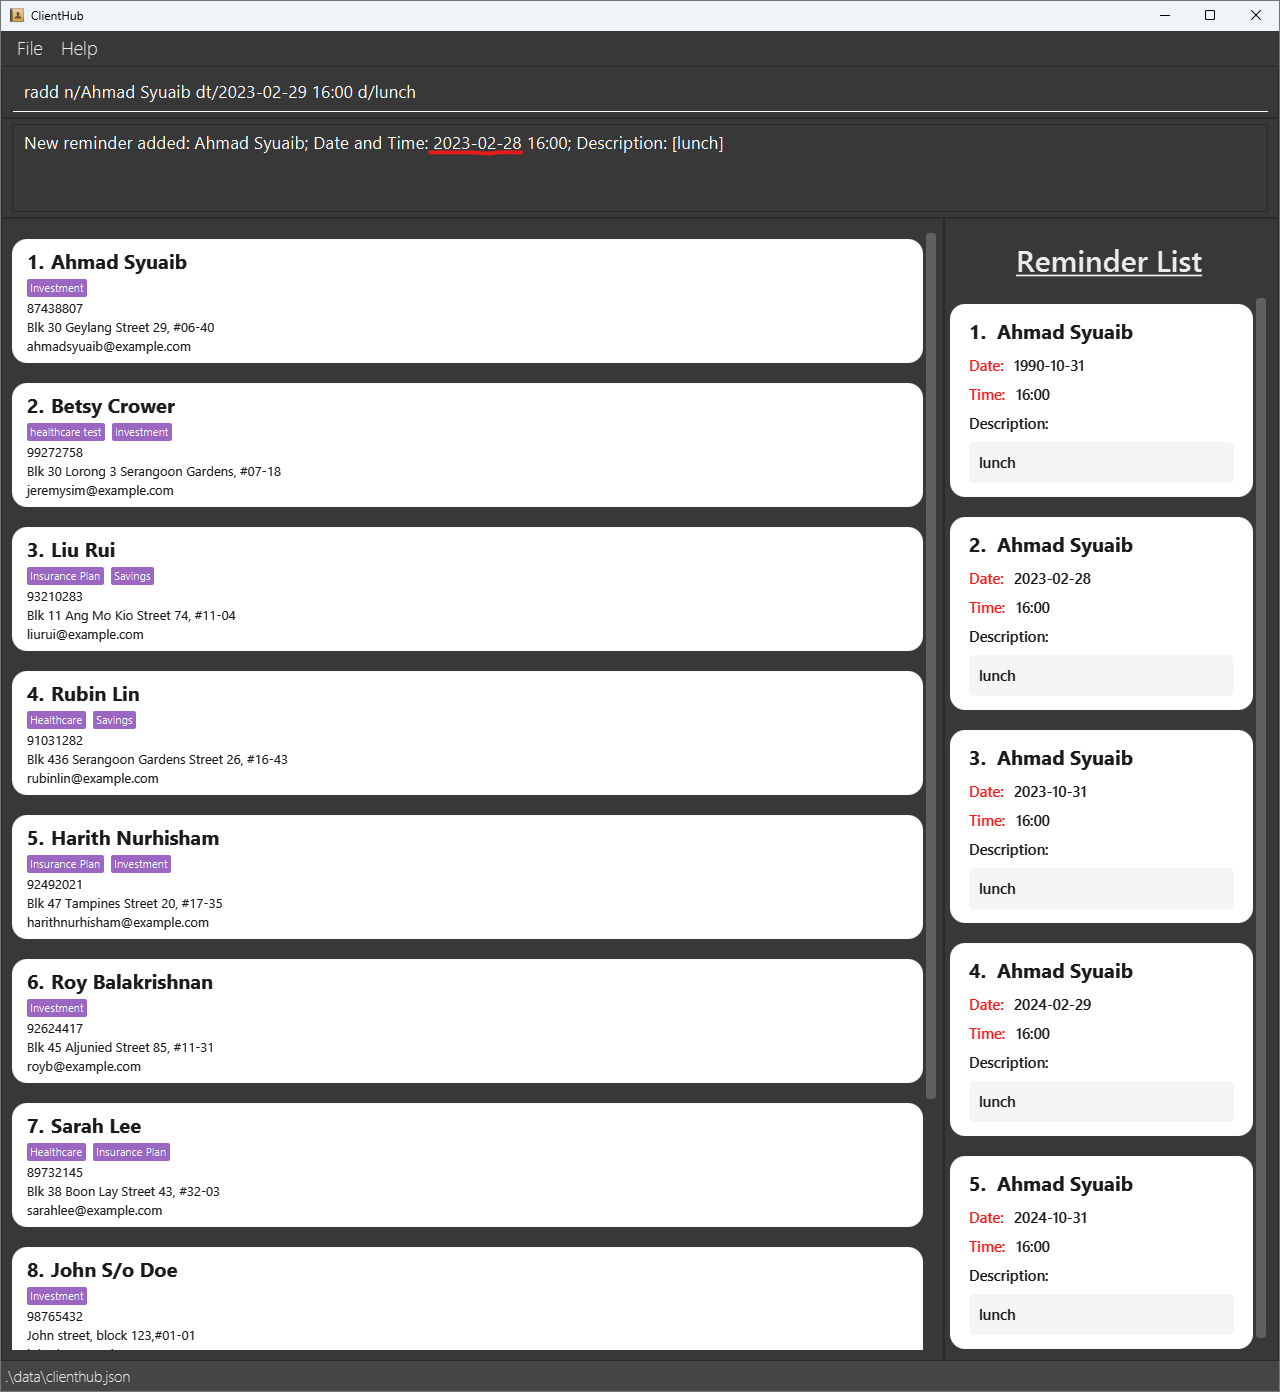 ClientHub
File Help
radd n/Ahmad Syuaib dt/2023-02-29 16:00 d/lunch
New reminder added: Ahmad Syuaib; Date and Time: 2023-02-28 16:00; Description: [lunch]
1. Ahmad Syuaib
Investment
87438807
Blk 30 Geylang Street 29, #06-40
ahmadsyuaib@example.com
2. Betsy Crower
healthcare test investment
99272758
Blk 30 Lorong 3 Serangoon Gardens, #07-18
jeremysim@example.com
3. Liu Rui
Insurance Plan Savings
93210283
Blk 11 Ang Mo Kio Street 74, #11-04
liurui@example.com
4. Rubin Lin
Healthcare Savings
91031282
Blk 436 Serangoon Gardens Street 26, #16-43
rubinlin@example.com
5. Harith Nurhisham
Insurance Plan Investment
92492021
Blk 47 Tampines Street 20, #17-35
harithnurhisham@example.com
6. Roy Balakrishnan
Investment
92624417
Blk 45 Aljunied Street 85, #11-31
royb@example.com
7. Sarah Lee
Healthcare Insurance Plan
89732145
Blk 38 Boon Lay Street 43, #32-03
sarahlee@example.com
8. John S/o Doe
Investment
98765432
John street, block 123,#01-01
Reminder List
1. Ahmad Syuaib
Date: 1990-10-31
Time: 16:00
Description:
lunch
2. Ahmad Syuaib
Date: 2023-02-28
Time: 16:00
Description:
lunch
3. Ahmad Syuaib
Date: 2023-10-31
Time: 16:00
Description:
lunch
4. Ahmad Syuaib
Date: 2024-02-29
Time: 16:00
Description:
lunch
5. Ahmad Syuaib
Date: 2024-10-31
Time: 16:00
Description:
lunch
.\data\clienthub.json